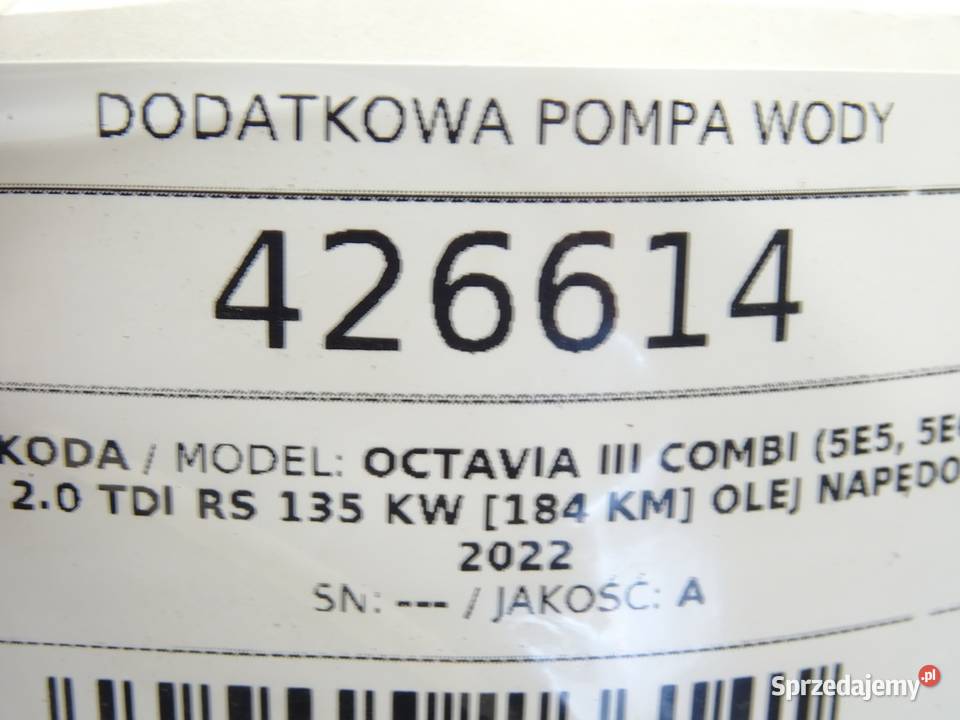 DODATKOWA POMPA WODY
426614
KODA / MODEL: OCTAVIA III COMBI (5E5, 5E6
2.0 TDI RS 135 KW [184 KM] OLEJ NAPĘDO
2022
SN: --- / JAKOŚĆ: A
Sprzedajemy.pl